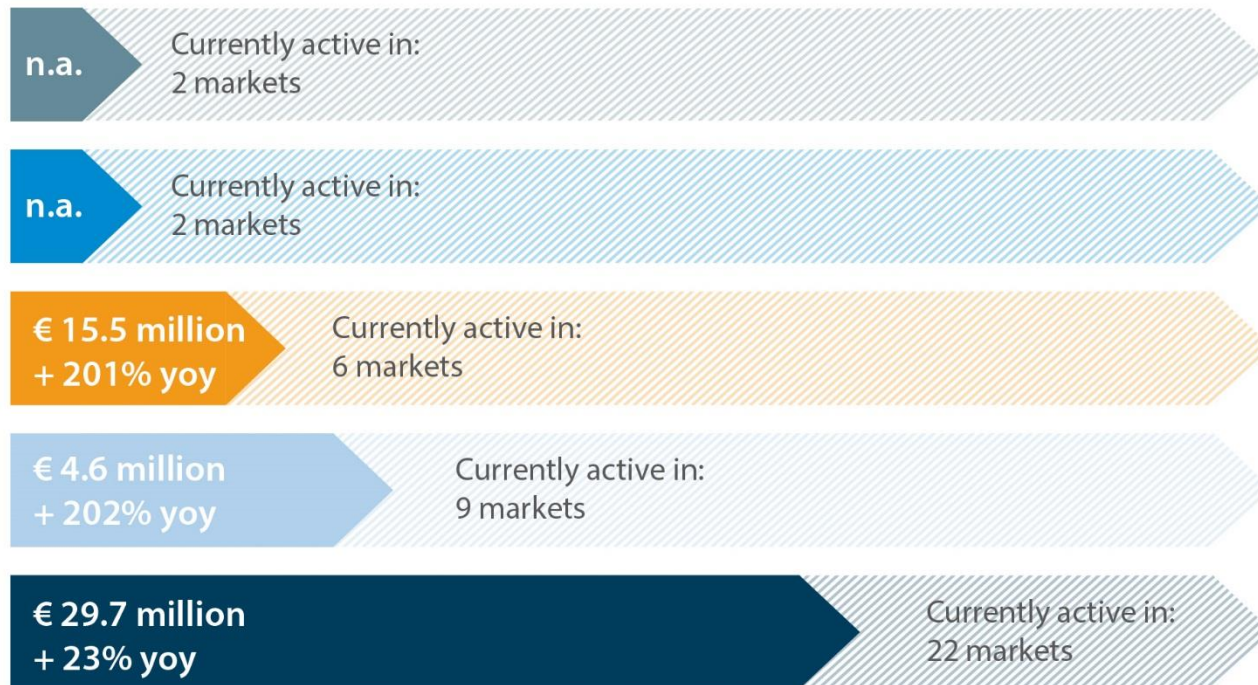 n.a.
Currently active in:
2 markets
n.a.
Currently active in:
2 markets
€ 15.5 million
+ 201% yoy
Currently active in:
6 markets
€ 4.6 million
+ 202% yoy
Currently active in:
9 markets
€ 29.7 million
+ 23% yoy
Currently active in:
22 markets